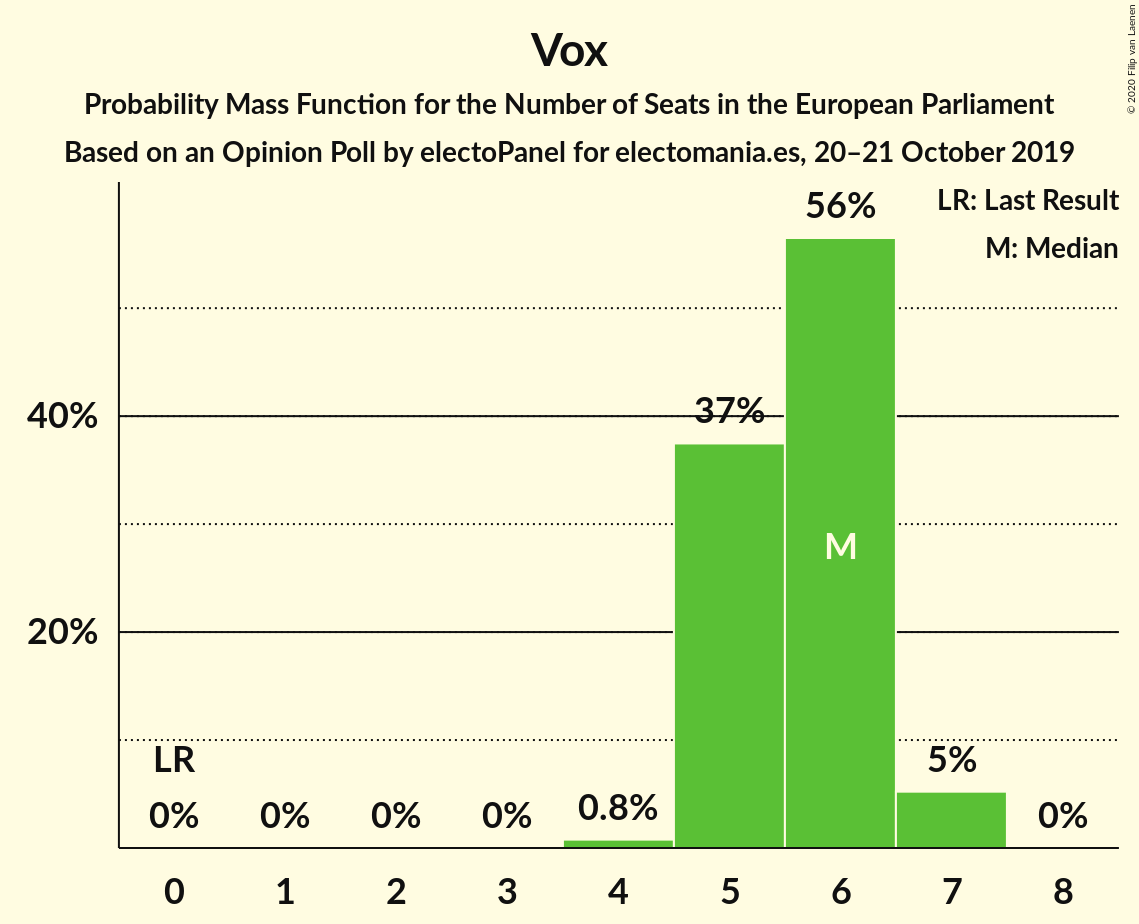 Vox
Probability Mass Function for the Number of Seats in the European Parliament
Based on an Opinion Poll by electoPanel for electomania.es, 20–21 October 2019
© 2020 Filip van Laenen
LR: Last Result
M: Median
56%
37%
40%
M
20%
LR
5%
0% 0% 0% 0% 0.8% 0%
0 1 2 3 4 5 6 7 8